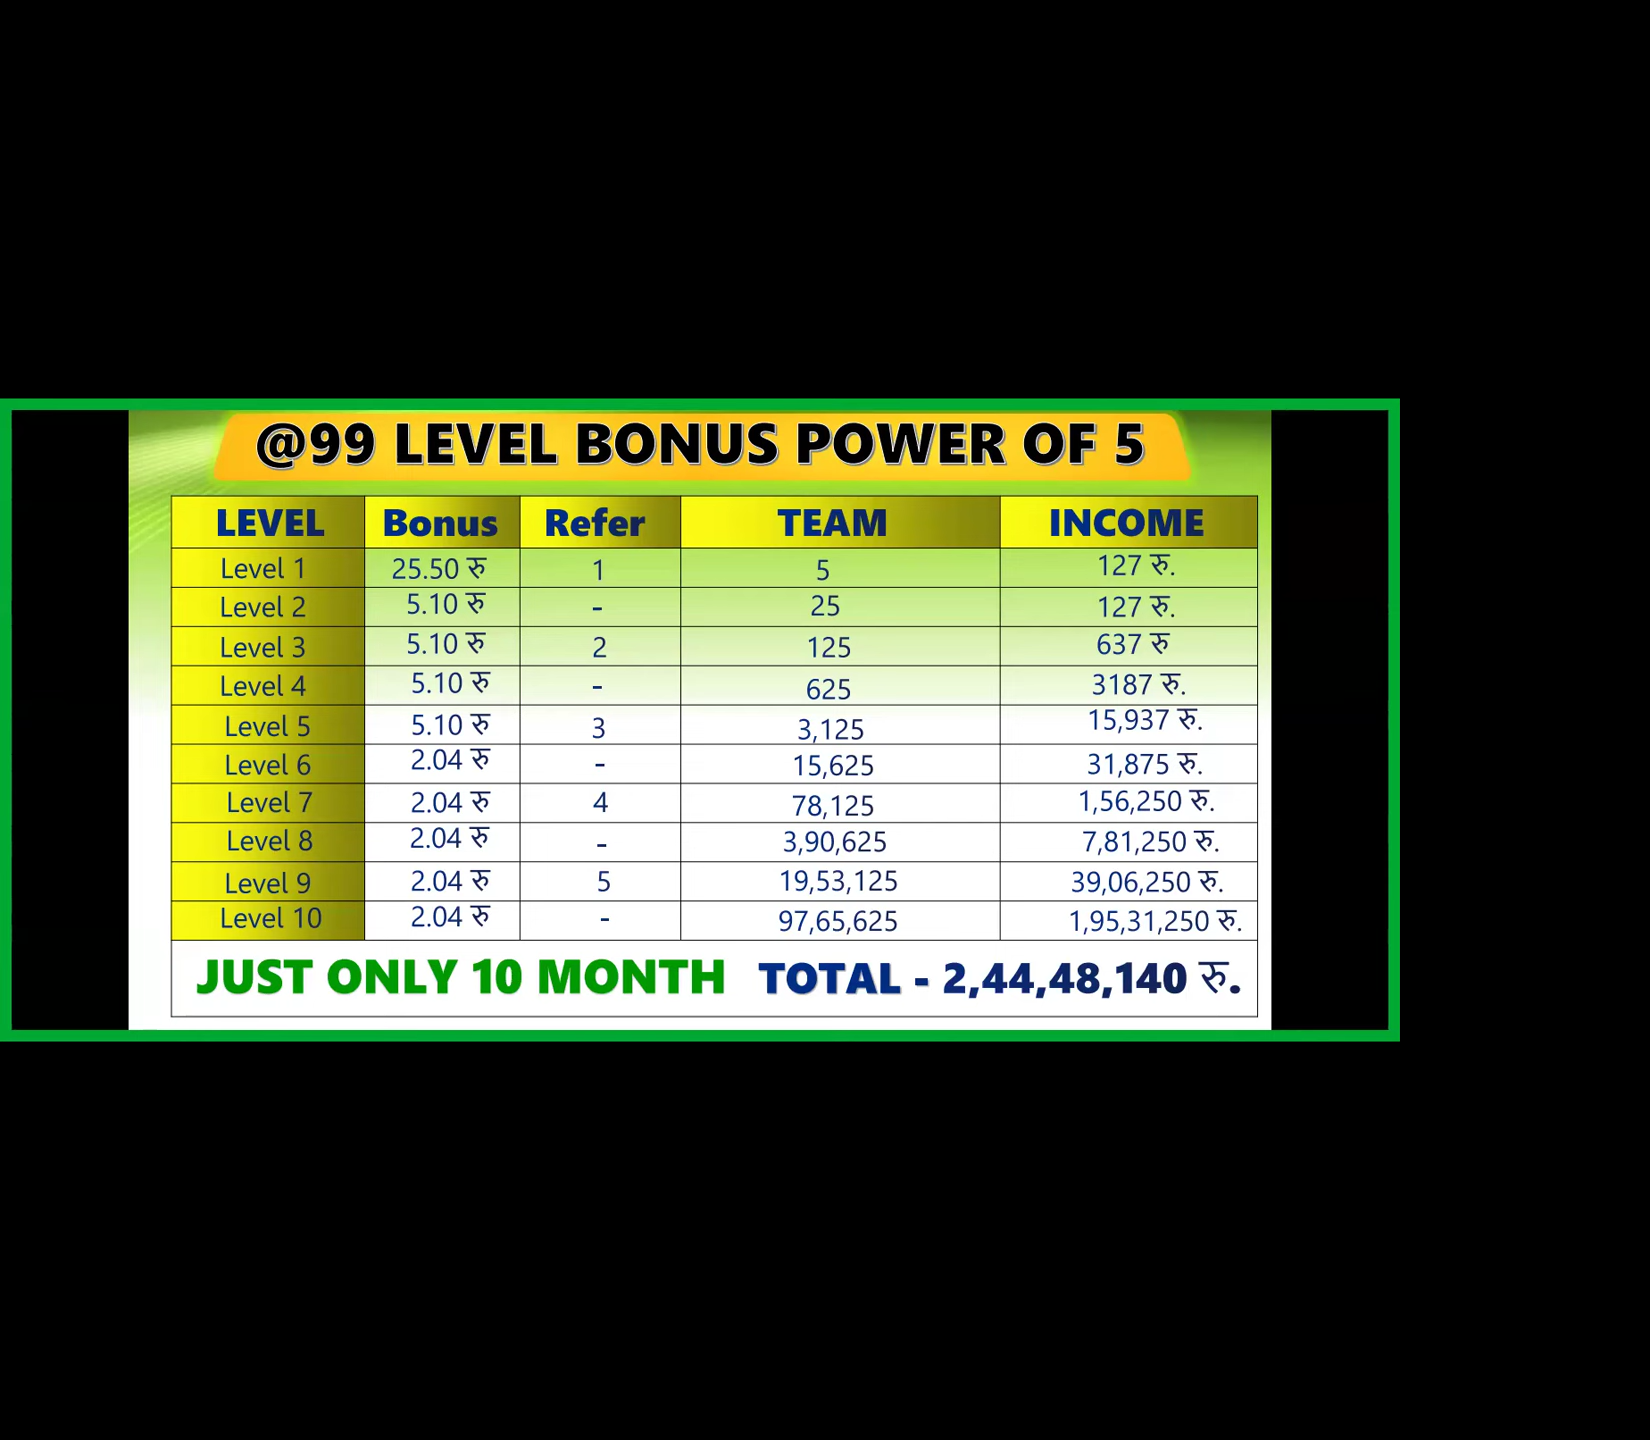 @99 LEVEL BONUS POWER OF 5
LEVEL Bonus Refer TEAM INCOME
Level 1 25.50 रु 1 5 127 रु.
Level 2 5.10 रु - 25 127 रु.
Level 3 5.10 रु 2 125 637 रु
Level 4 5.10 रु - 625 3187 रु.
Level 5 5.10 रु 3 3,125 15,937 रु.
Level 6 2.04 रु - 15,625 31,875 रु.
Level 7 2.04 रु 4 78,125 1,56,250 रु.
Level 8 2.04 रु - 3,90,625 7,81,250 रु.
Level 9 2.04 रु 5 19,53,125 39,06,250 रु.
Level 10 2.04 रु - 97,65,625 1,95,31,250 रु.
JUST ONLY 10 MONTH TOTAL - 2,44,48,140 रु.